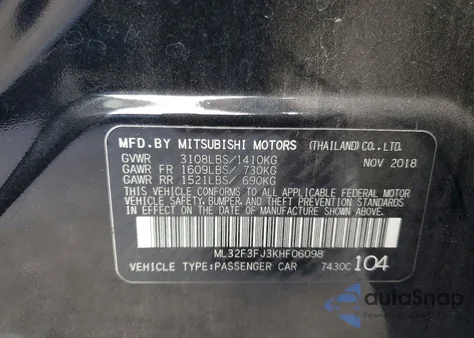 MFD.BY MITSUBISHI MOTORS (THAILAND) CO.,LTD.
GVWR 3108LBS/1410KG NOV 2018
GAWR FR 1609LBS/ 730KG
GAWR RR 1521LBS/ 690KG
THIS VEHICLE CONFORMS TO ALL APPLICABLE FEDERAL MOTOR
VEHICLE SAFETY, BUMPER, AND THEFT PREVENTION STANDARDS
IN EFFECT ON THE DATE OF MANUFACTURE SHOWN ABOVE.
ML32F3FJ3KHF06098
VEHICLE TYPE:PASSENGER CAR 7430C 104
autoSnap